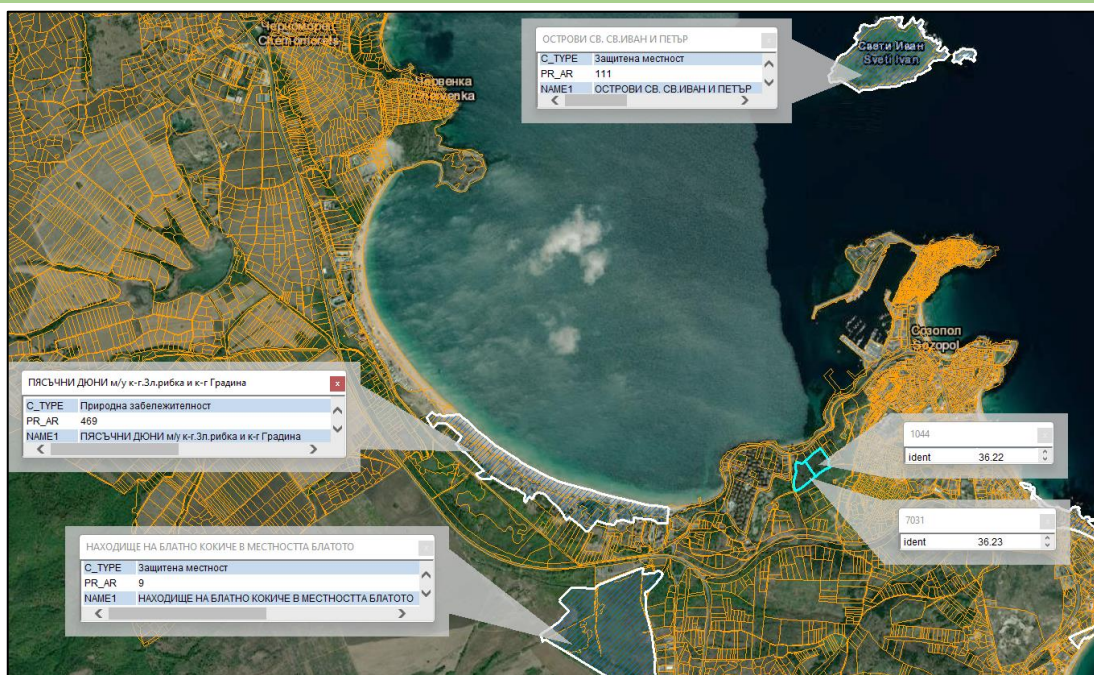 Черноморец
Chernomorets
Червенка
ОСТРОВИ СВ. СВ.ИВАН И ПЕТЪР
C_TYPE Защитена местност
PR_AR 111
NAME1 ОСТРОВИ СВ. СВ.ИВАН И ПЕТЪР
Свети Иван
Sveti Ivan
Созопол
Sozopol
ПЯСЪЧНИ ДЮНИ м/у к-г.Зл.рибка и к-г Градина
C_TYPE Природна забележителност
PR_AR 469
NAME1 ПЯСЪЧНИ ДЮНИ м/у к-г.Зл.рибка и к-г Градина
1044
ident 36.22
7031
ident 36.23
НАХОДИЩЕ НА БЛАТНО КОКИЧЕ В МЕСТНОСТТА БЛАТОТО
C_TYPE Защитена местност
PR_AR 9
NAME1 НАХОДИЩЕ НА БЛАТНО КОКИЧЕ В МЕСТНОСТТА БЛАТОТО